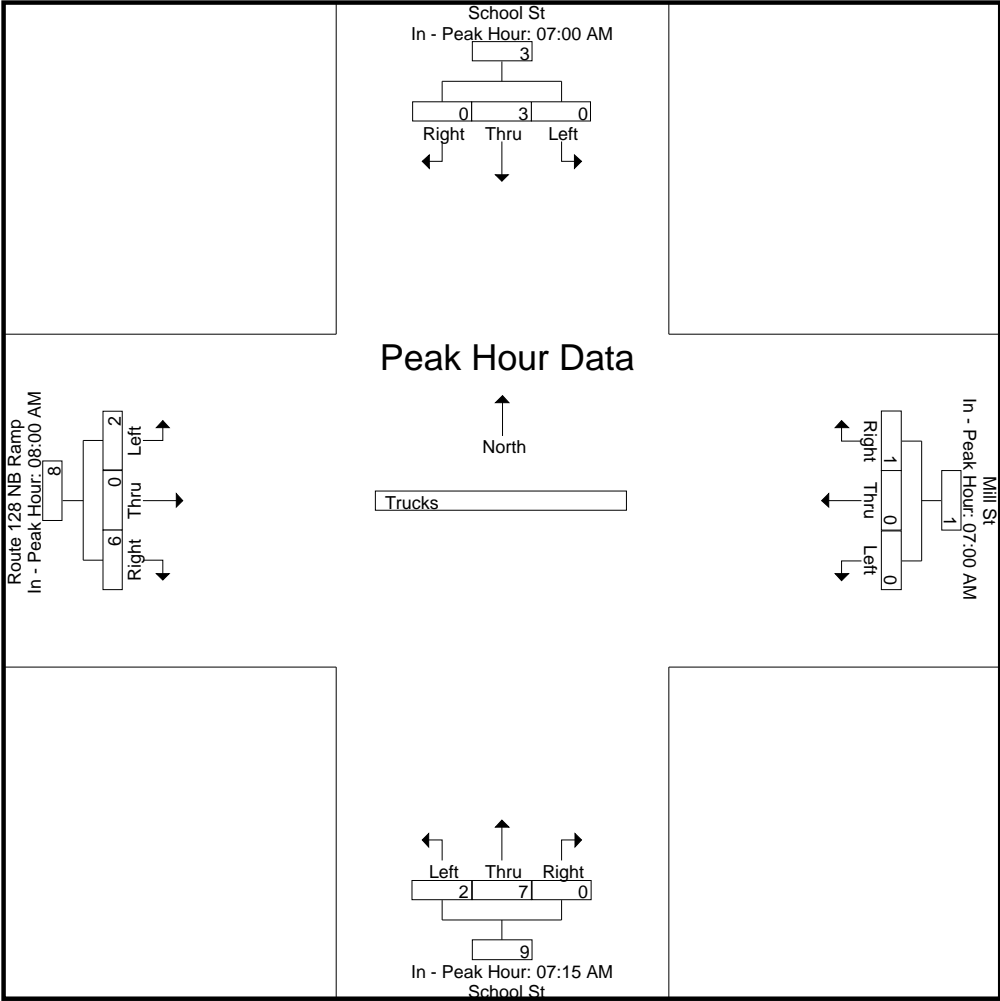 School St
In - Peak Hour: 07:00 AM
3
0 3 0
Right Thru Left
Peak Hour Data
North
Trucks
Route 128 NB Ramp
In - Peak Hour: 08:00 AM
8
2 0 6
Left Thru Right
Mill St
In - Peak Hour: 07:00 AM
1
1 0 0
Right Thru Left
Left Thru Right
2 7 0
9
In - Peak Hour: 07:15 AM
School St